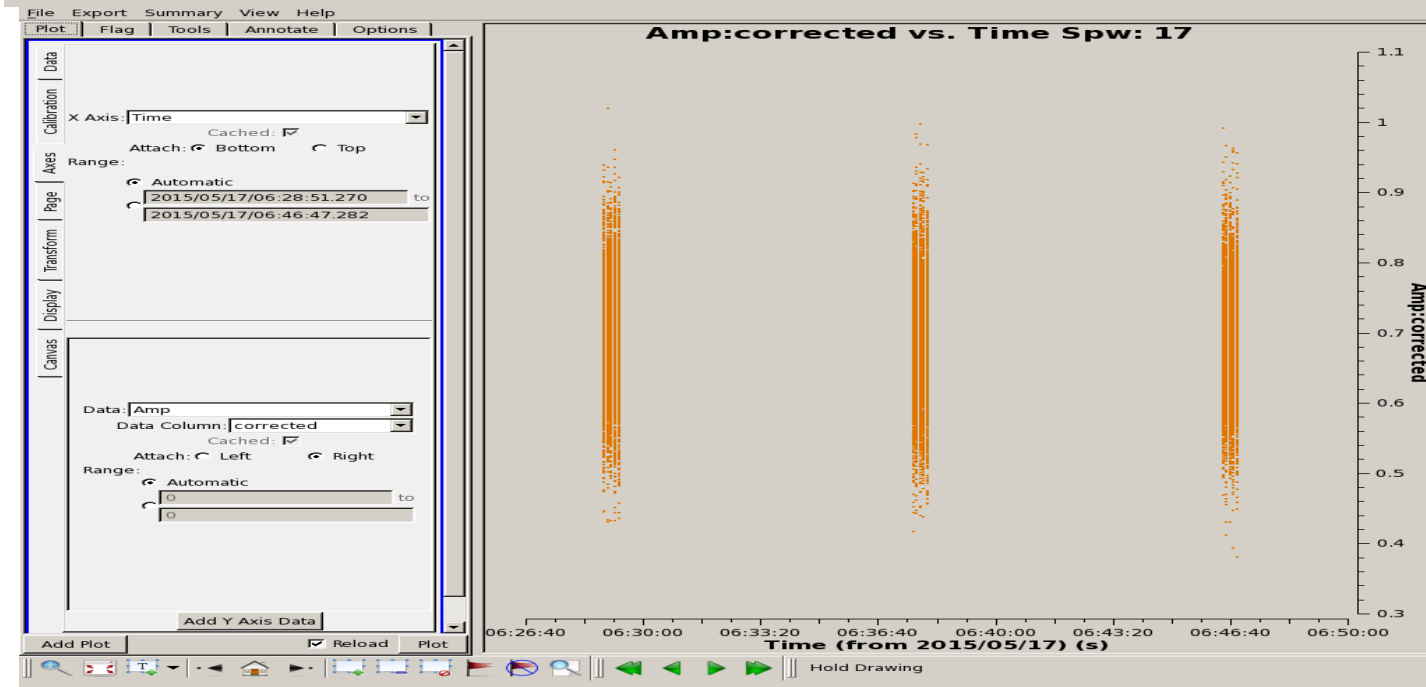 File Export Summary View Help
Plot Flag Tools Annotate Options
Data
Calibration
Axes
Page
Transform
Display
Canvas
X Axis: Time
Cached:
Attach: Bottom Top
Range:
Automatic
2015/05/17/06:28:51.270 to
2015/05/17/06:46:47.282
Data: Amp
Data Column: corrected
Cached:
Attach: Left Right
Range:
Automatic
0 to
0
Add Y Axis Data
Add Plot Reload Plot
Amp:corrected vs. Time Spw: 17
1.1
1
0.9
0.8
0.7
0.6
0.5
0.4
0.3
Amp:corrected
06:26:40 06:30:00 06:33:20 06:36:40 06:40:00 06:43:20 06:46:40 06:50:00
Time (from 2015/05/17) (s)
T
Hold Drawing